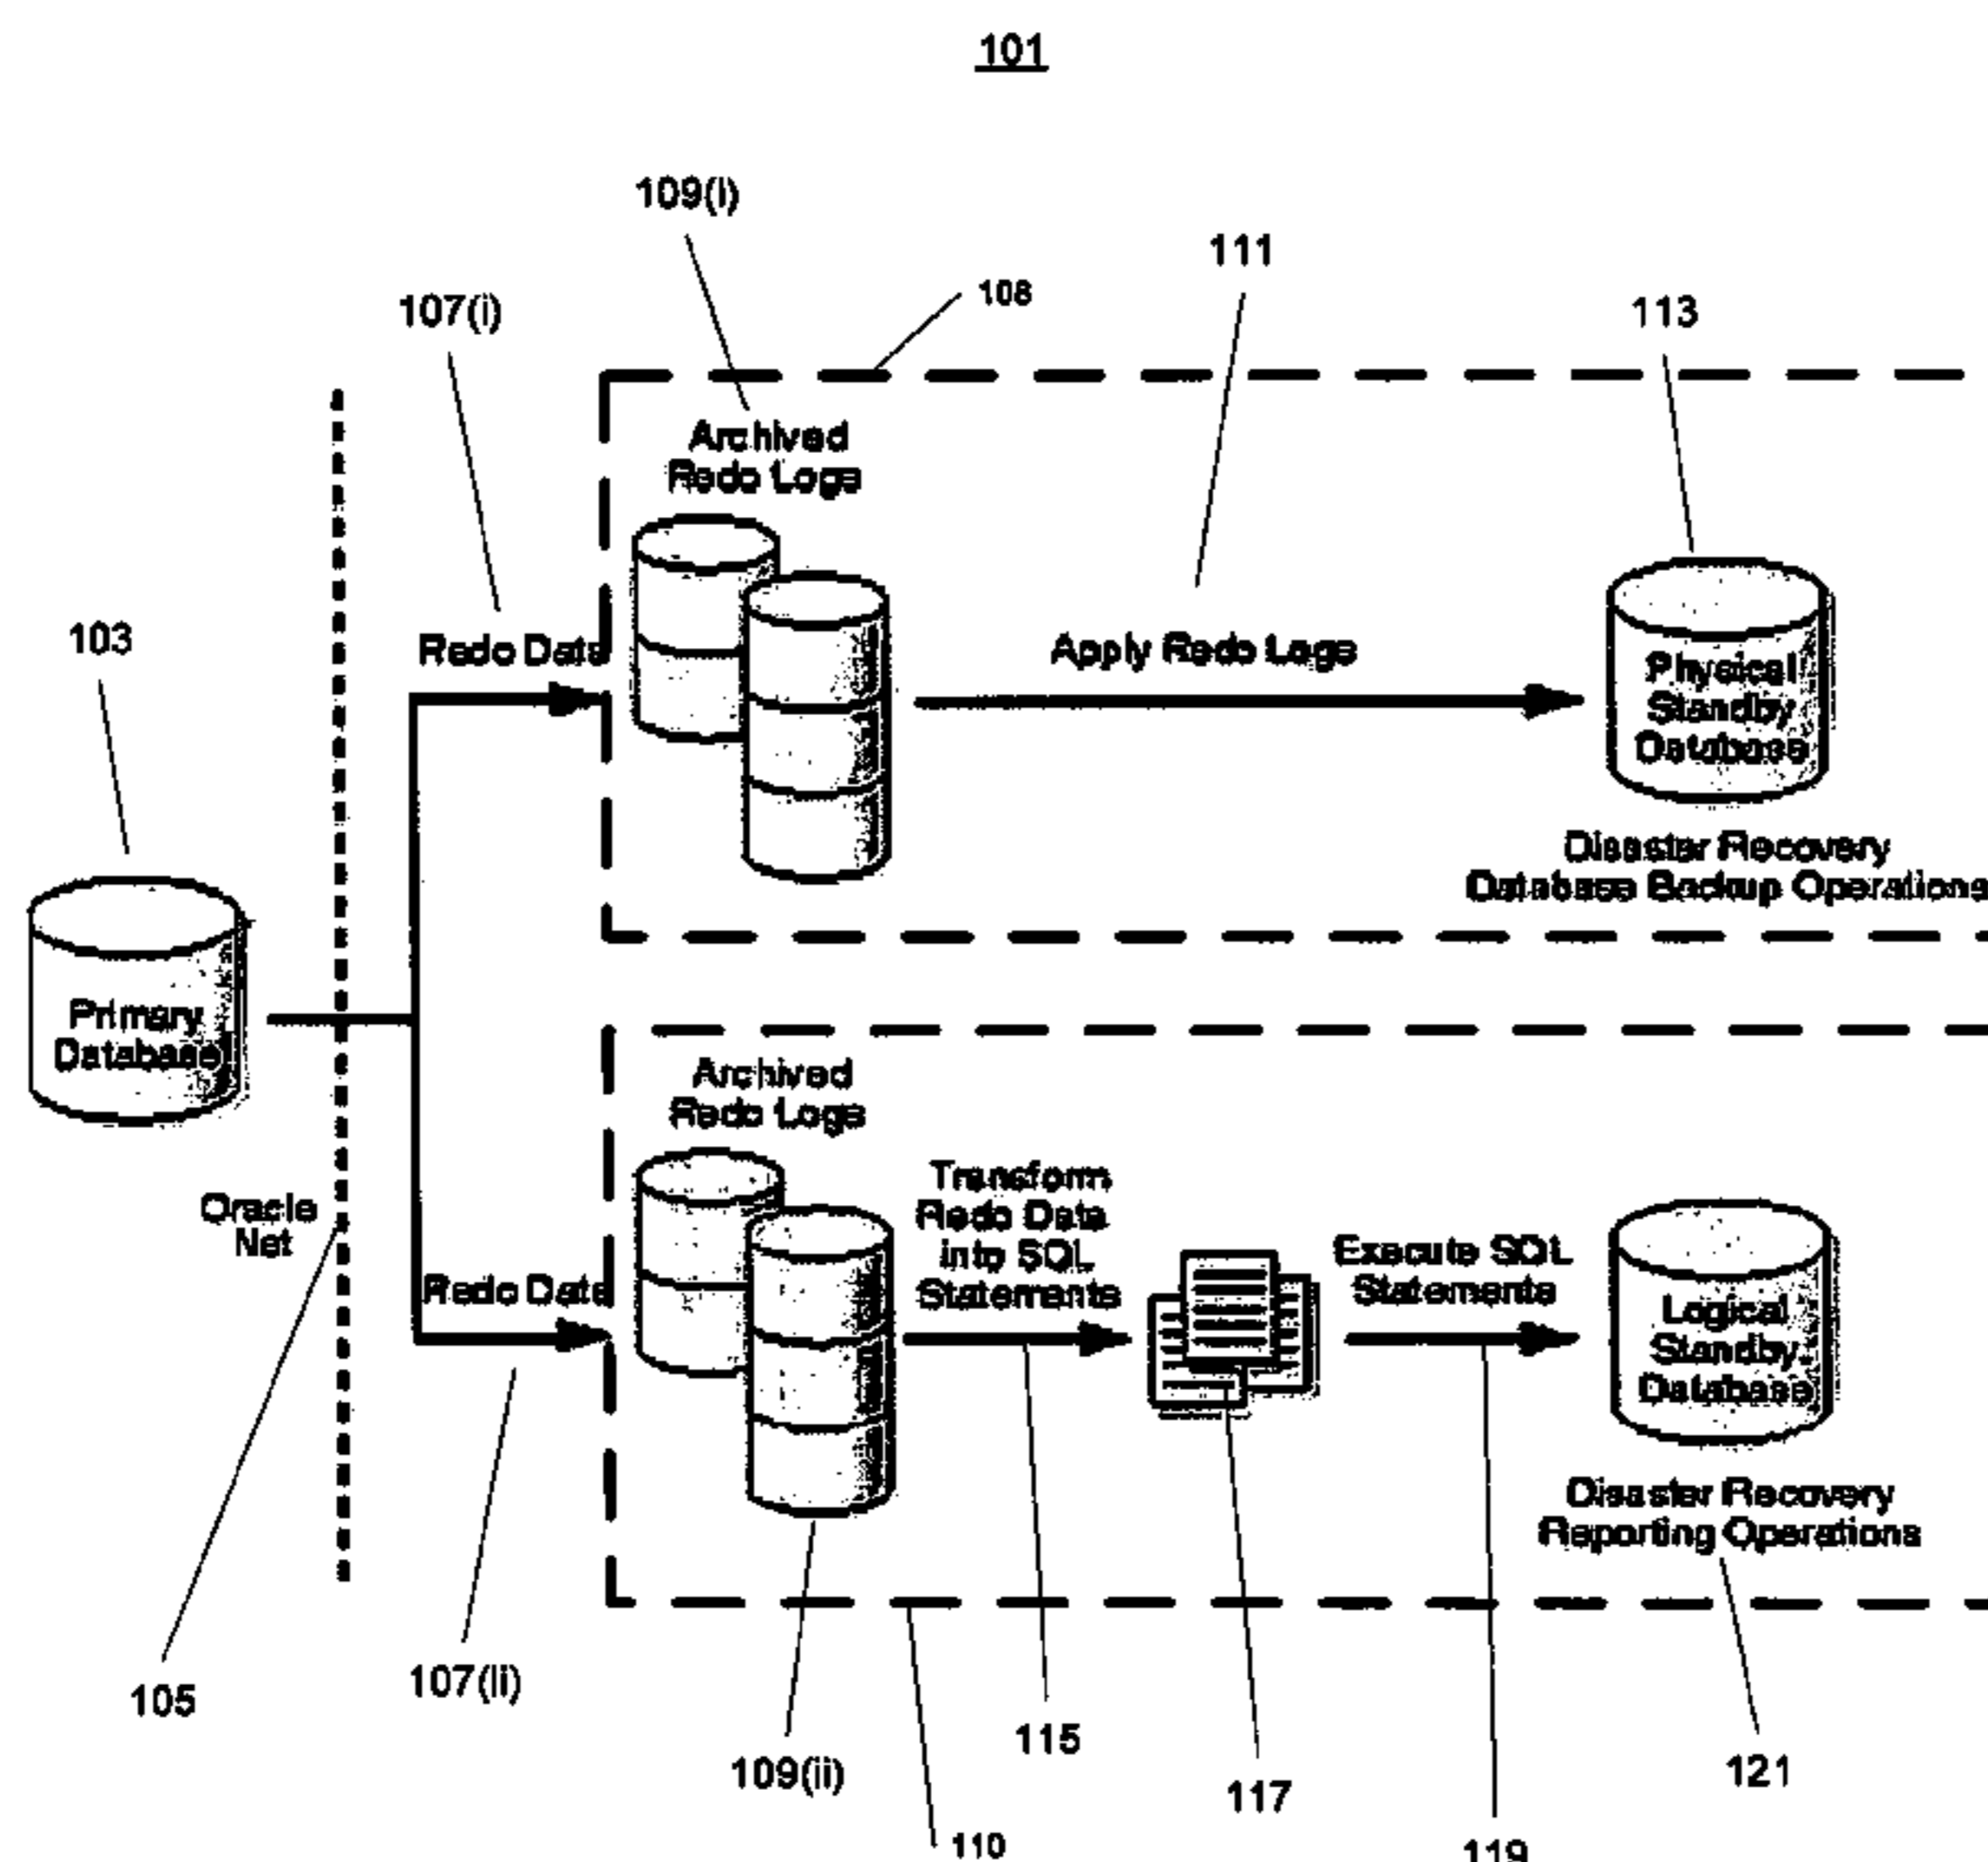 101
109(i)
111
108
107(i)
113
Archived
Redo Logs
103
Redo Data
Apply Redo Logs
Physical
Standby
Database
Disaster Recovery
Database Backup Operations
Primary
Database
Archived
Redo Logs
Oracle
Net
Transform
Redo Data
into SQL
Statements
Execute SQL
Statements
Redo Data
Logical
Standby
Database
Disaster Recovery
Reporting Operations
105
107(ii)
115
109(ii)
117
121
110
119